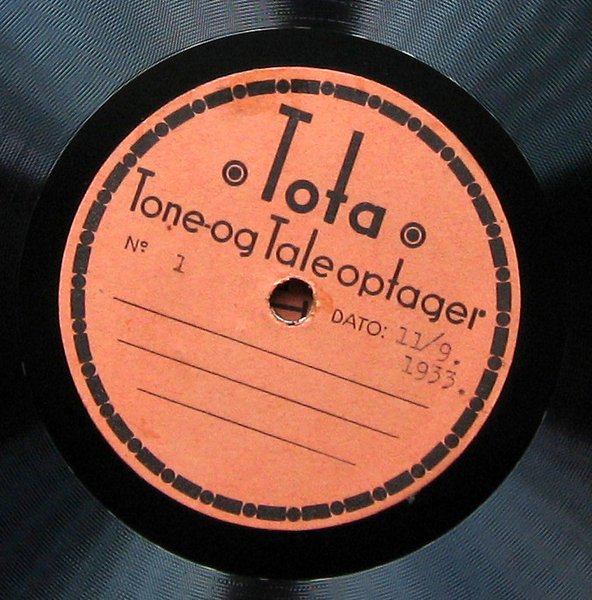 Tota
Tone-og Taleoptager
Nº 1
DATO: 11/9.
1933.